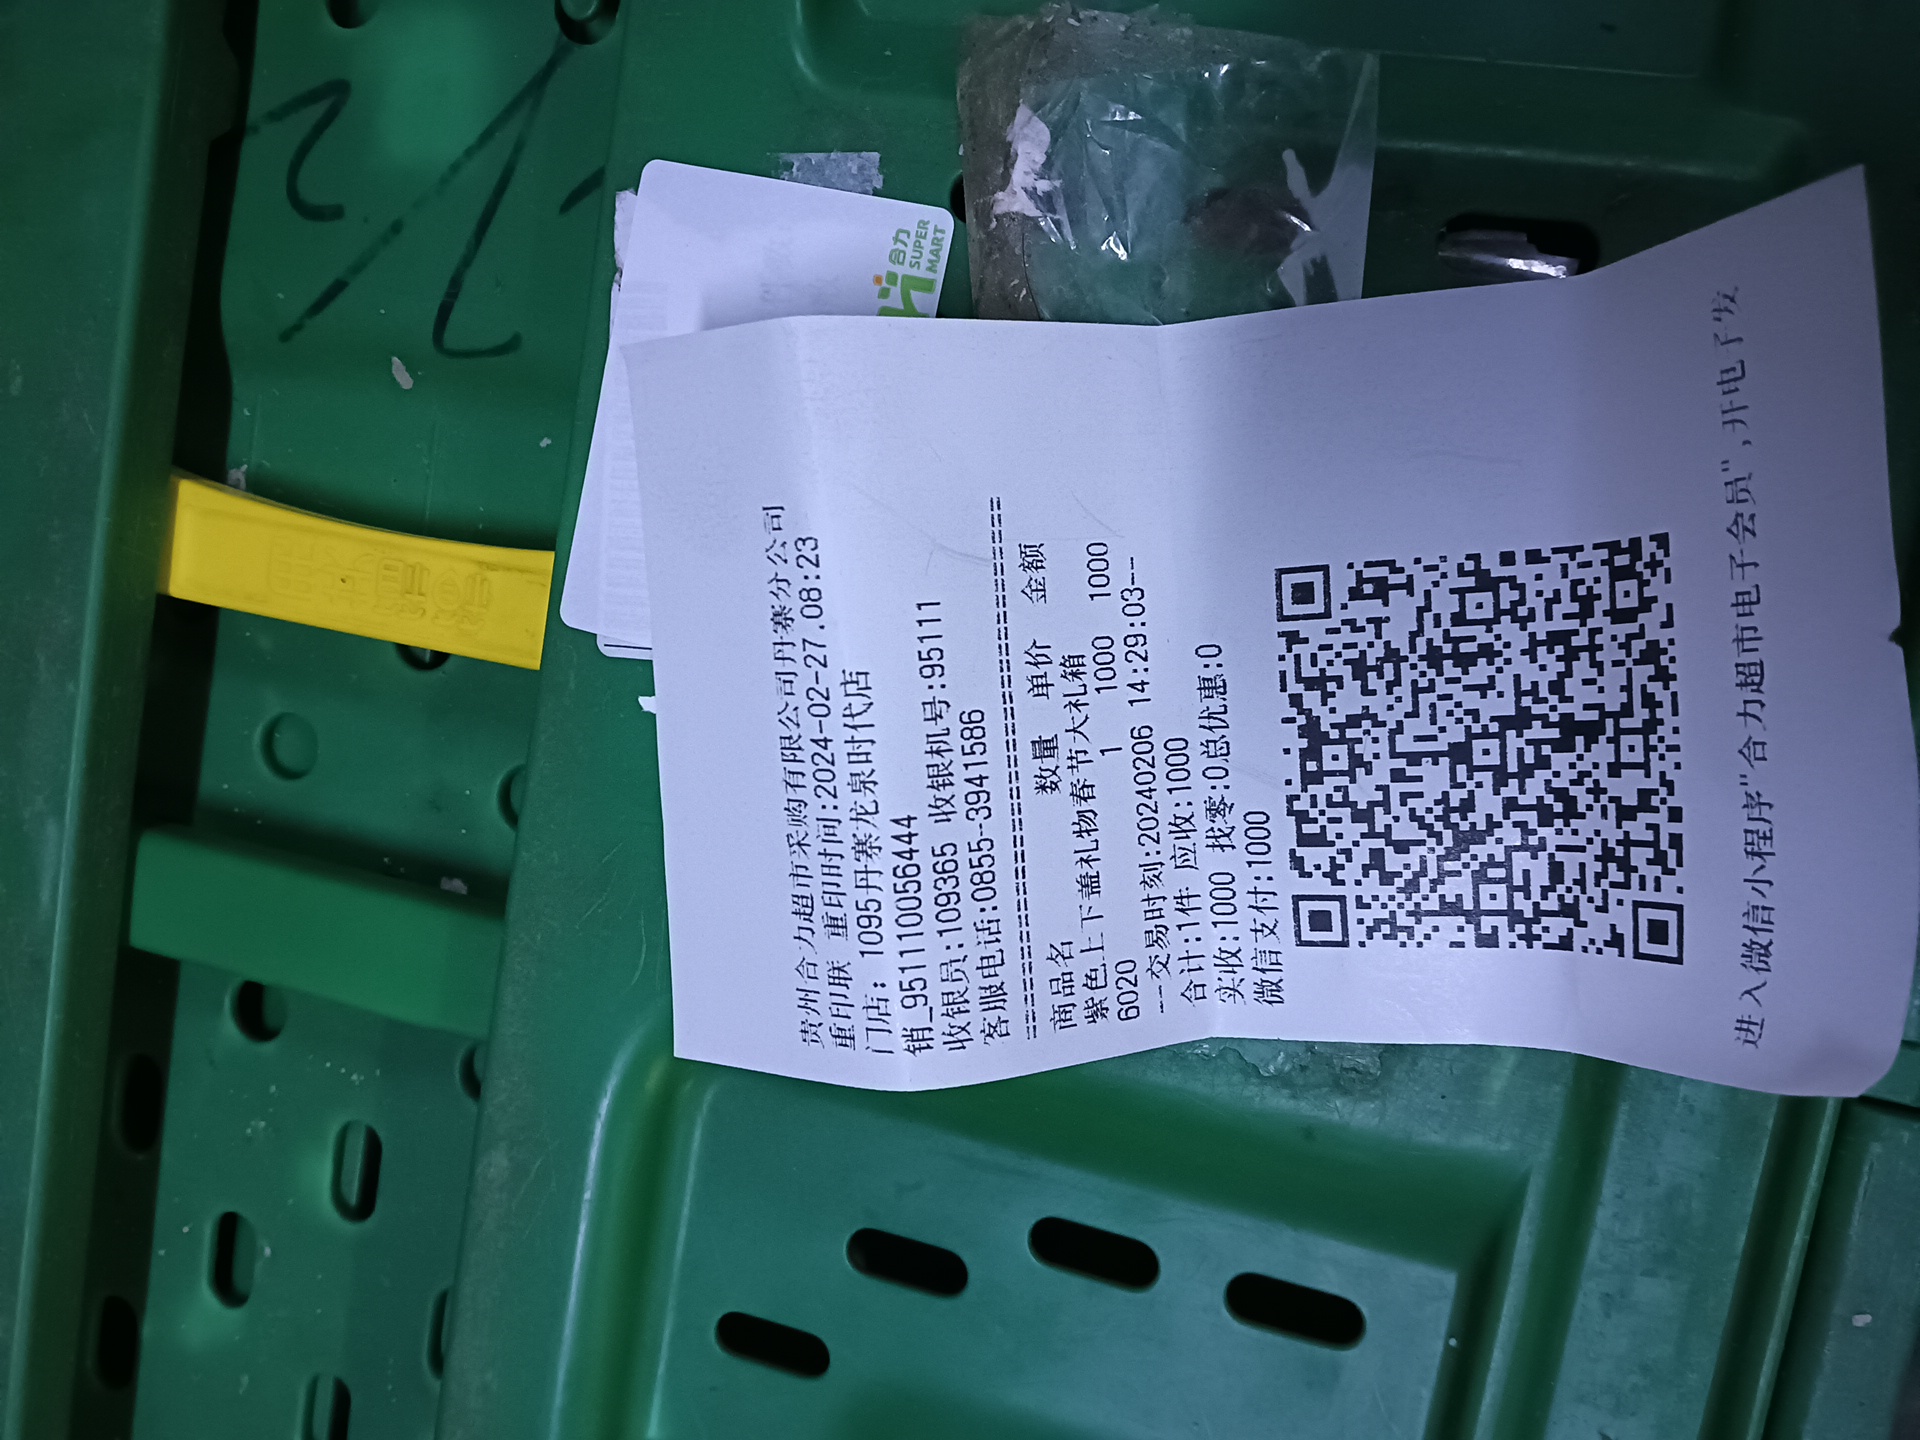 贵州合力超市采购有限公司丹寨分公司
重印联 重印时间:2024-02-27.08:23
门店: 1095丹寨龙泉时代店
销_9511110056444
收银员:109365 收银机号:95111
客服电话:0855-3941586
商品名 数量 单价 金额
紫色上下盖礼物春节大礼箱
6020 1 1000 1000
--交易时刻:20240206 14:29:03--
合计:1件 应收:1000
实收:1000 找零:0总优惠:0
微信支付:1000
进入微信小程序"合力超市电子会员",开电子发
合力
SUPER
MART